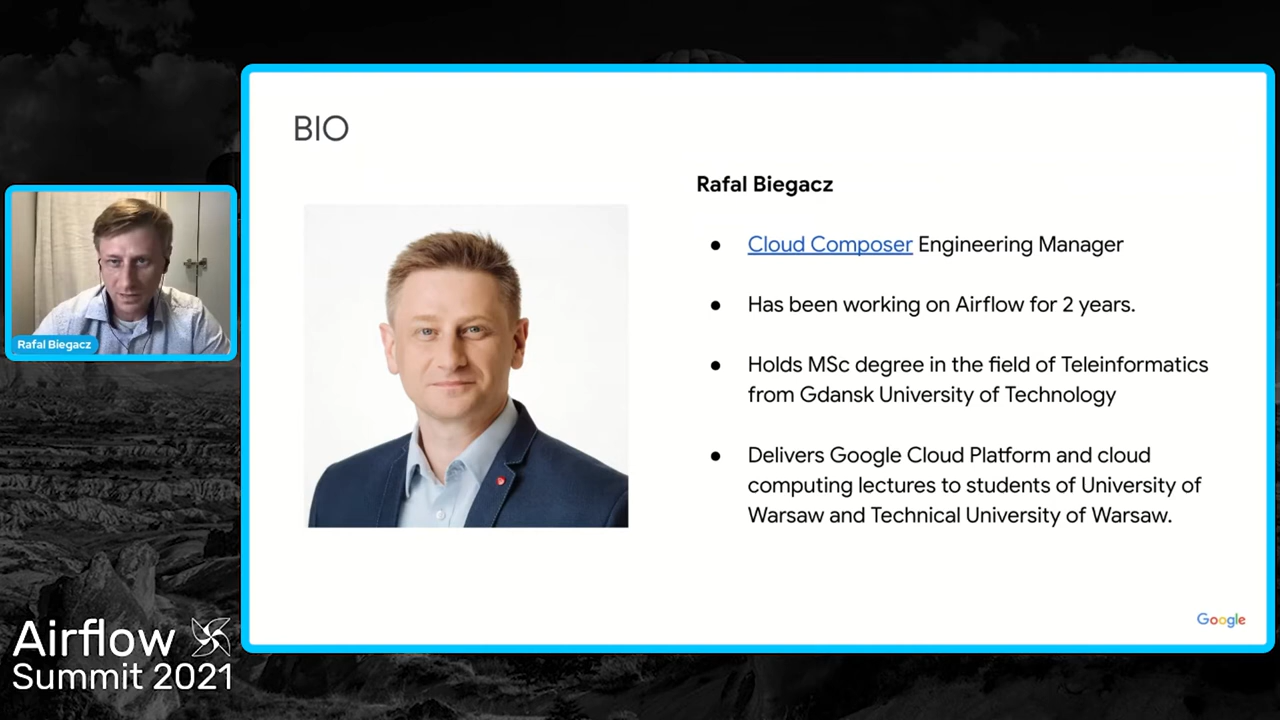 BIO
Rafal Biegacz
● Cloud Composer Engineering Manager
● Has been working on Airflow for 2 years.
● Holds MSc degree in the field of Teleinformatics
from Gdansk University of Technology
● Delivers Google Cloud Platform and cloud
computing lectures to students of University of
Warsaw and Technical University of Warsaw.
Google
Rafal Biegacz
Airflow
Summit 2021